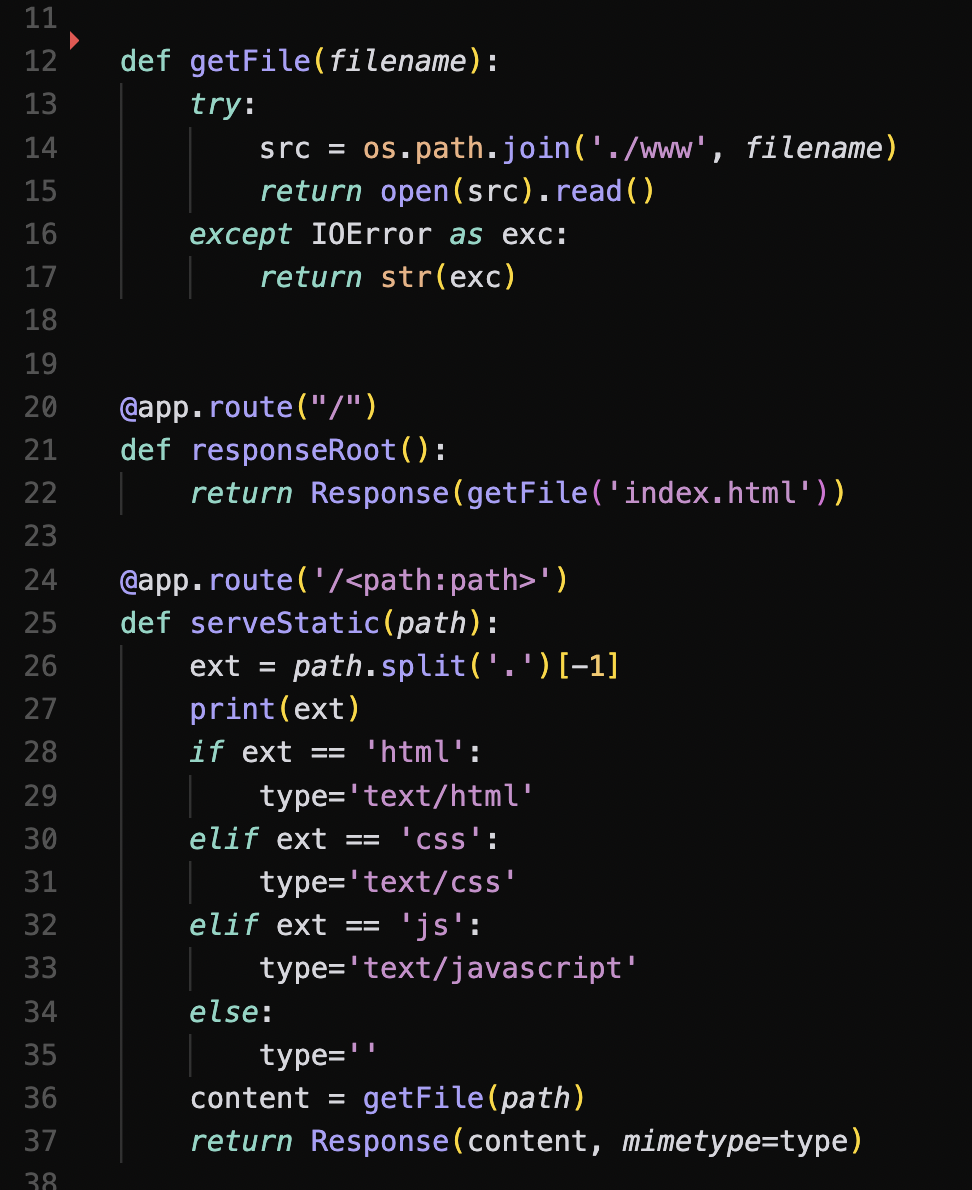 11
12 def getFile(filename):
13     try:
14         src = os.path.join('./www', filename)
15         return open(src).read()
16     except IOError as exc:
17         return str(exc)
18
19
20 @app.route("/")
21 def responseRoot():
22     return Response(getFile('index.html'))
23
24 @app.route('/<path:path>')
25 def serveStatic(path):
26     ext = path.split('.')[-1]
27     print(ext)
28     if ext == 'html':
29         type='text/html'
30     elif ext == 'css':
31         type='text/css'
32     elif ext == 'js':
33         type='text/javascript'
34     else:
35         type=''
36     content = getFile(path)
37     return Response(content, mimetype=type)
38